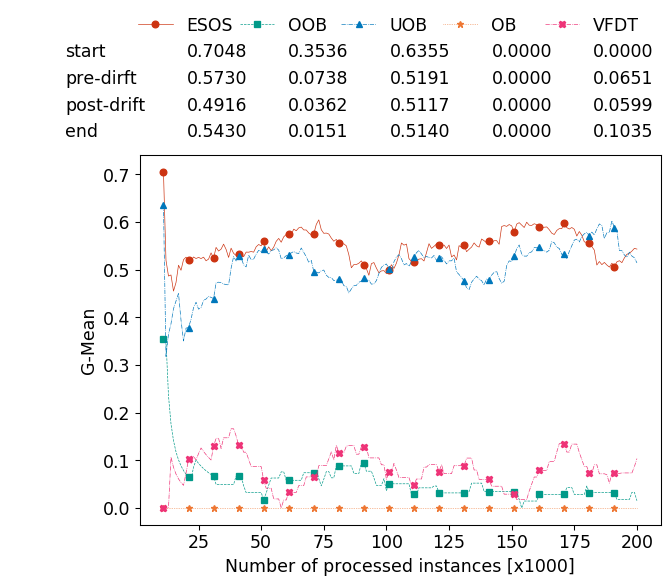 ESOS OOB UOB OB VFDT
start 0.7048 0.3536 0.6355 0.0000 0.0000
pre-dirft 0.5730 0.0738 0.5191 0.0000 0.0651
post-drift 0.4916 0.0362 0.5117 0.0000 0.0599
end 0.5430 0.0151 0.5140 0.0000 0.1035
0.7
0.6
0.5
0.4
0.3
0.2
0.1
0.0
G-Mean
25 50 75 100 125 150 175 200
Number of processed instances [x1000]